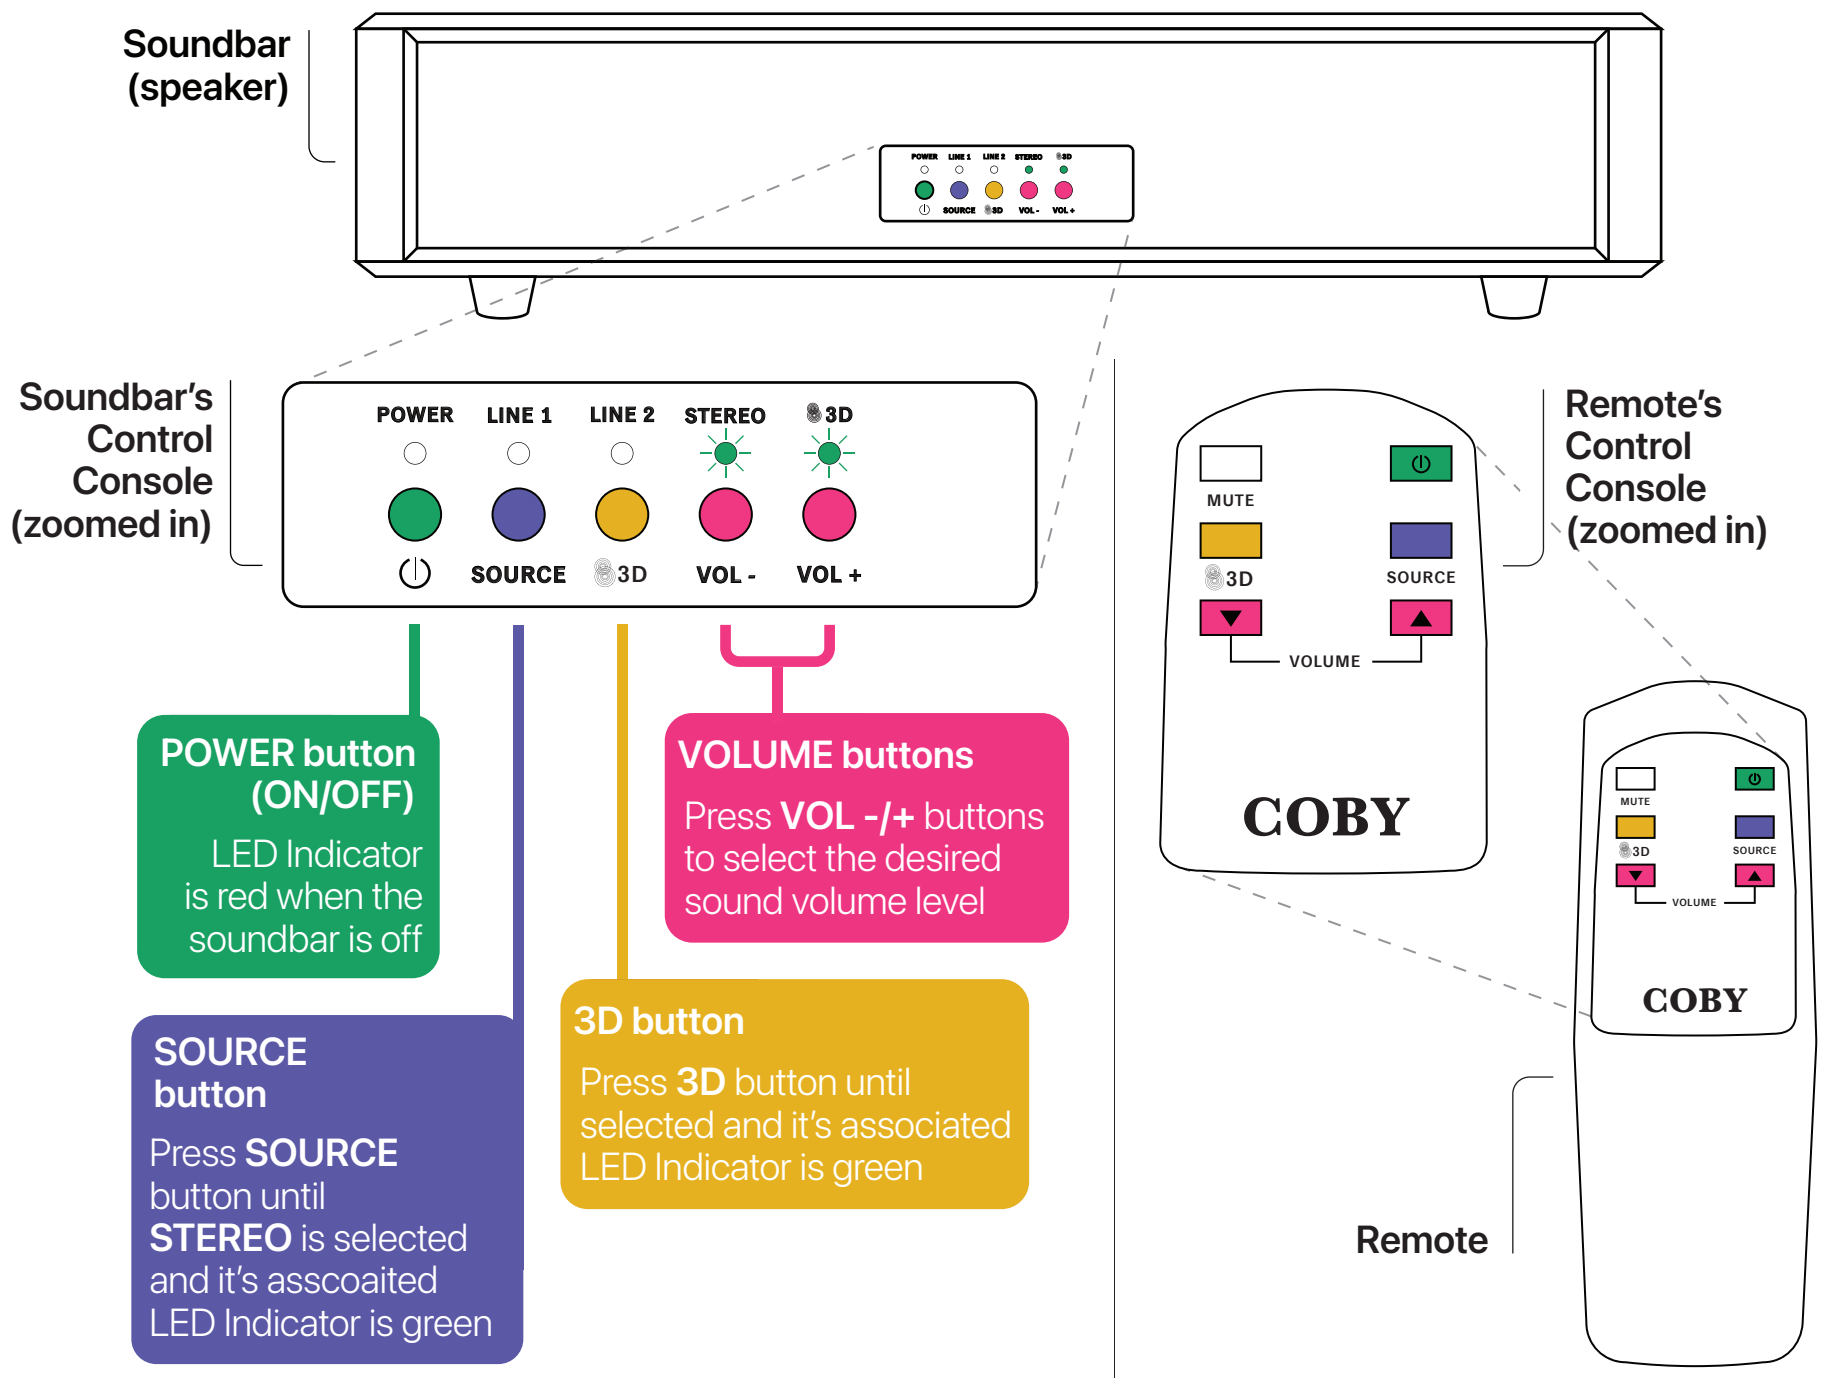 Soundbar
(speaker)
POWER LINE 1 LINE 2 STEREO 3D
SOURCE 3D VOL - VOL +
Soundbar's
Control
Console
(zoomed in)
POWER LINE 1 LINE 2 STEREO 3D
SOURCE 3D VOL - VOL +
POWER button
(ON/OFF)
LED Indicator
is red when the
soundbar is off
SOURCE
button
Press SOURCE
button until
STEREO is selected
and it's asscoaited
LED Indicator is green
VOLUME buttons
Press VOL -/+ buttons
to select the desired
sound volume level
3D button
Press 3D button until
selected and it's associated
LED Indicator is green
Remote's
Control
Console
(zoomed in)
MUTE
3D SOURCE
VOLUME
COBY
MUTE
3D SOURCE
VOLUME
COBY
Remote